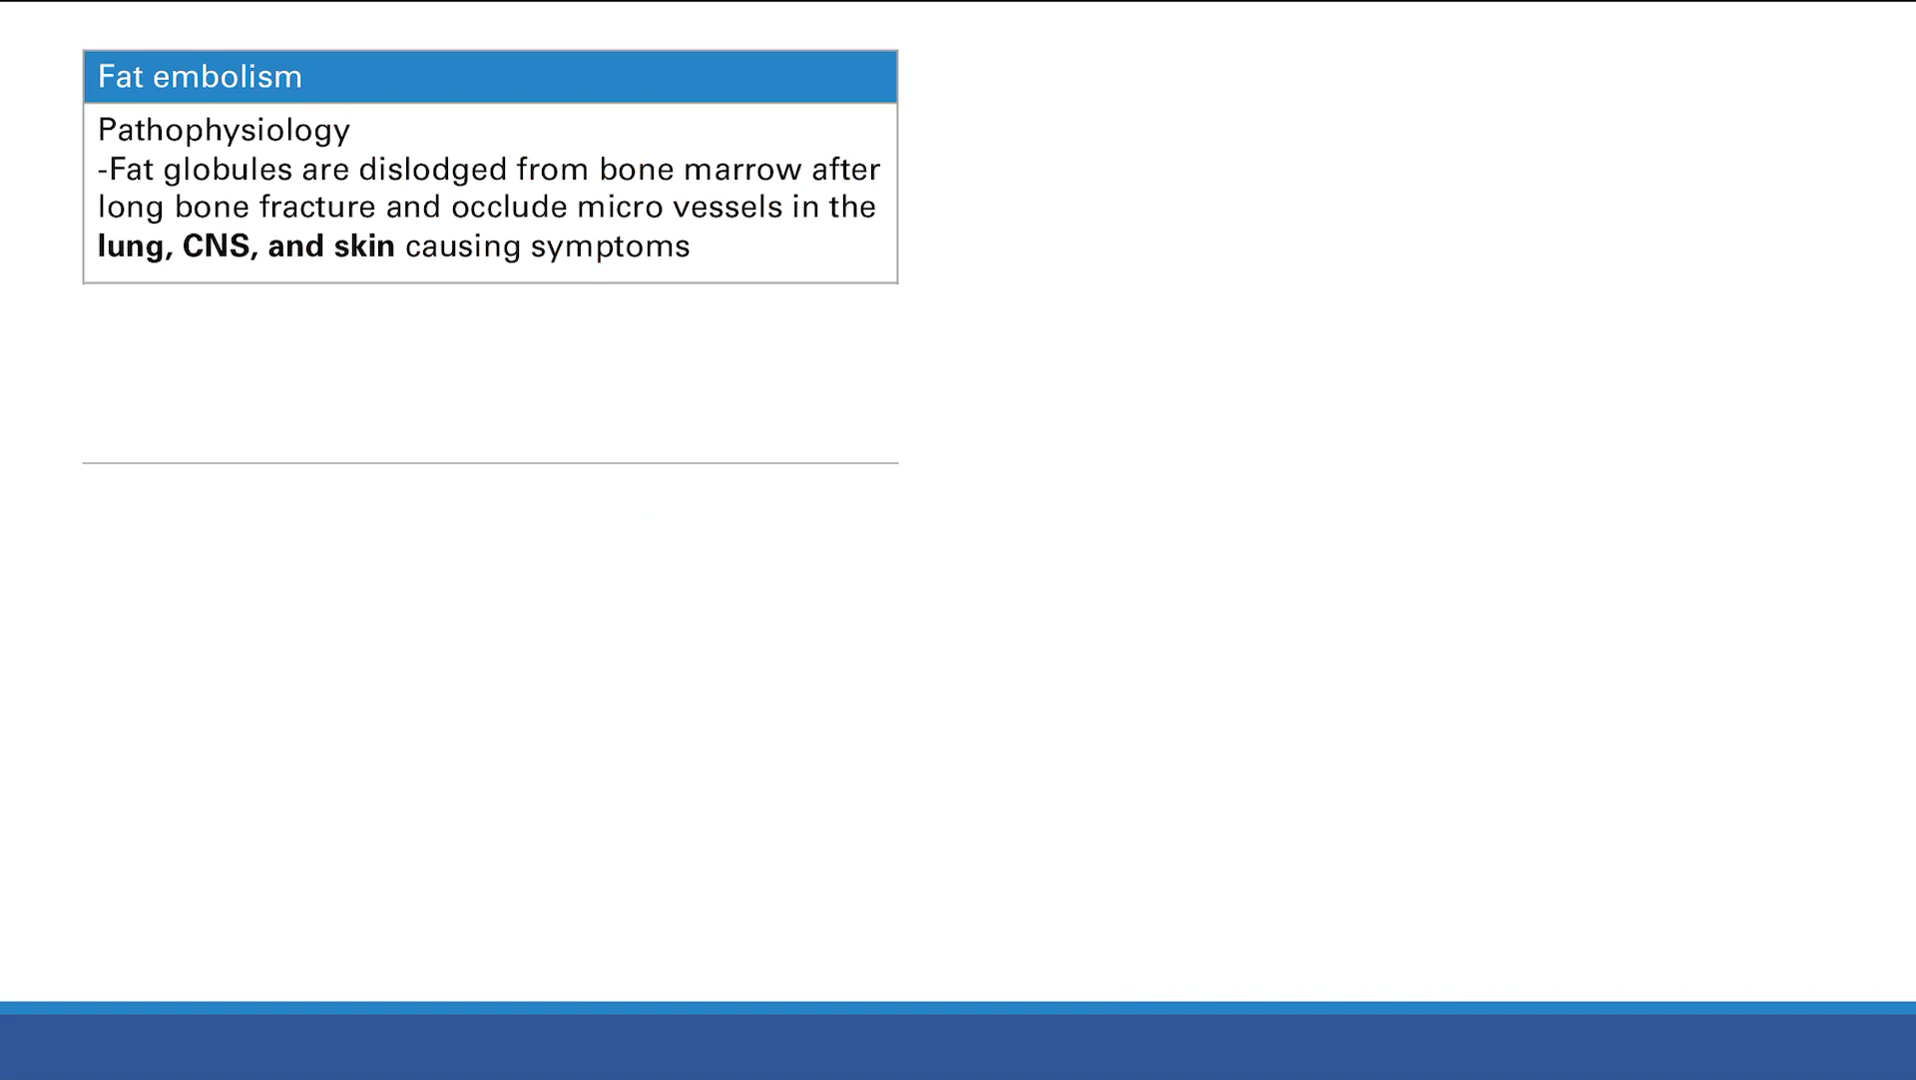 Fat embolism
Pathophysiology
-Fat globules are dislodged from bone marrow after
long bone fracture and occlude micro vessels in the
lung, CNS, and skin causing symptoms